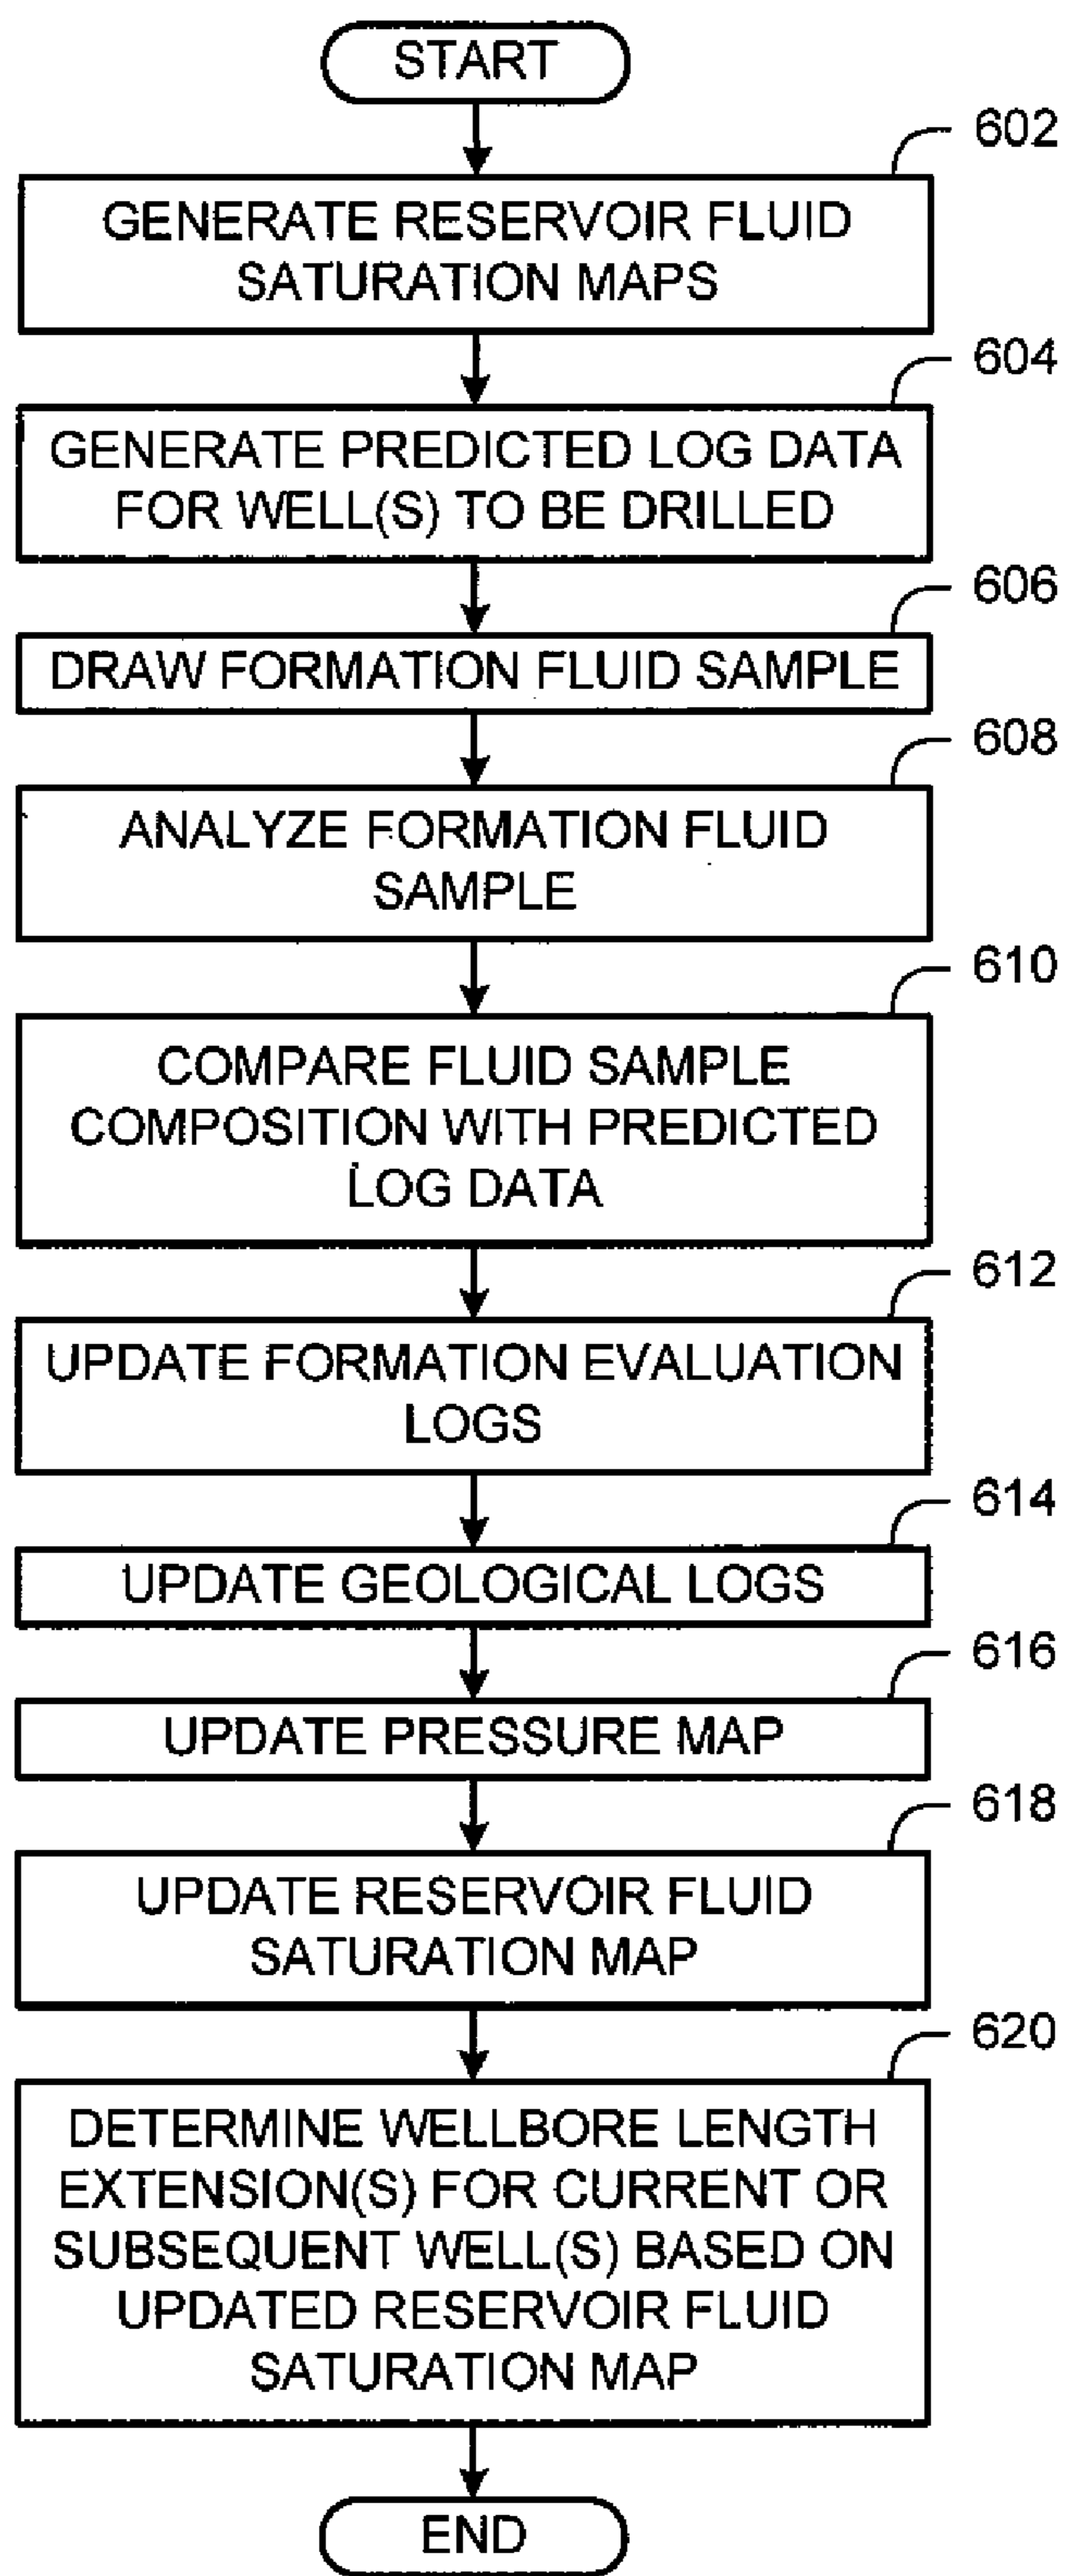 START
602
GENERATE RESERVOIR FLUID
SATURATION MAPS
604
GENERATE PREDICTED LOG DATA
FOR WELL(S) TO BE DRILLED
606
DRAW FORMATION FLUID SAMPLE
608
ANALYZE FORMATION FLUID
SAMPLE
610
COMPARE FLUID SAMPLE
COMPOSITION WITH PREDICTED
LOG DATA
612
UPDATE FORMATION EVALUATION
LOGS
614
UPDATE GEOLOGICAL LOGS
616
UPDATE PRESSURE MAP
618
UPDATE RESERVOIR FLUID
SATURATION MAP
620
DETERMINE WELLBORE LENGTH
EXTENSION(S) FOR CURRENT OR
SUBSEQUENT WELL(S) BASED ON
UPDATED RESERVOIR FLUID
SATURATION MAP
END